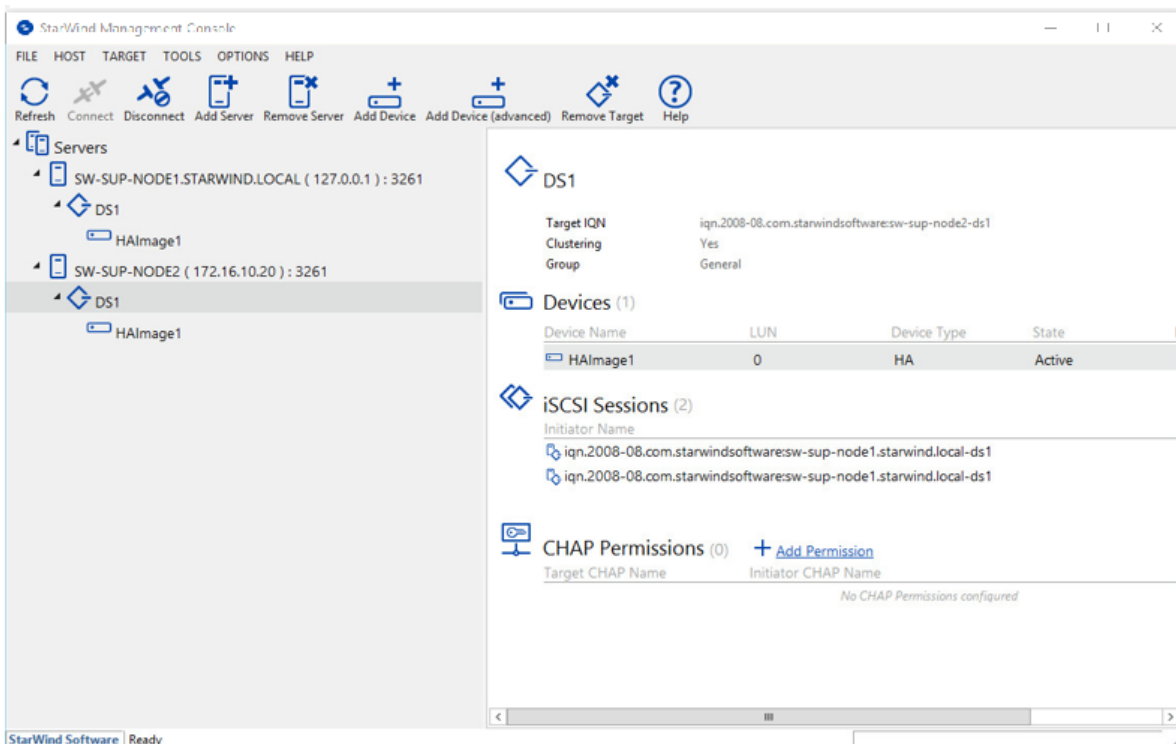 StarWind Management Console
FILE HOST TARGET TOOLS OPTIONS HELP
Refresh Connect Disconnect Add Server Remove Server Add Device Add Device (advanced) Remove Target Help
Servers
SW-SUP-NODE1.STARWIND.LOCAL ( 127.0.0.1 ) : 3261
DS1
HAImage1
SW-SUP-NODE2 ( 172.16.10.20 ) : 3261
DS1
HAImage1
DS1
Target IQN iqn.2008-08.com.starwindsoftware:sw-sup-node2-ds1
Clustering Yes
Group General
Devices (1)
Device Name LUN Device Type State
HAImage1 0 HA Active
iSCSI Sessions (2)
Initiator Name
iqn.2008-08.com.starwindsoftware:sw-sup-node1.starwind.local-ds1
iqn.2008-08.com.starwindsoftware:sw-sup-node1.starwind.local-ds1
CHAP Permissions (0) + Add Permission
Target CHAP Name Initiator CHAP Name
No CHAP Permissions configured
StarWind Software Ready